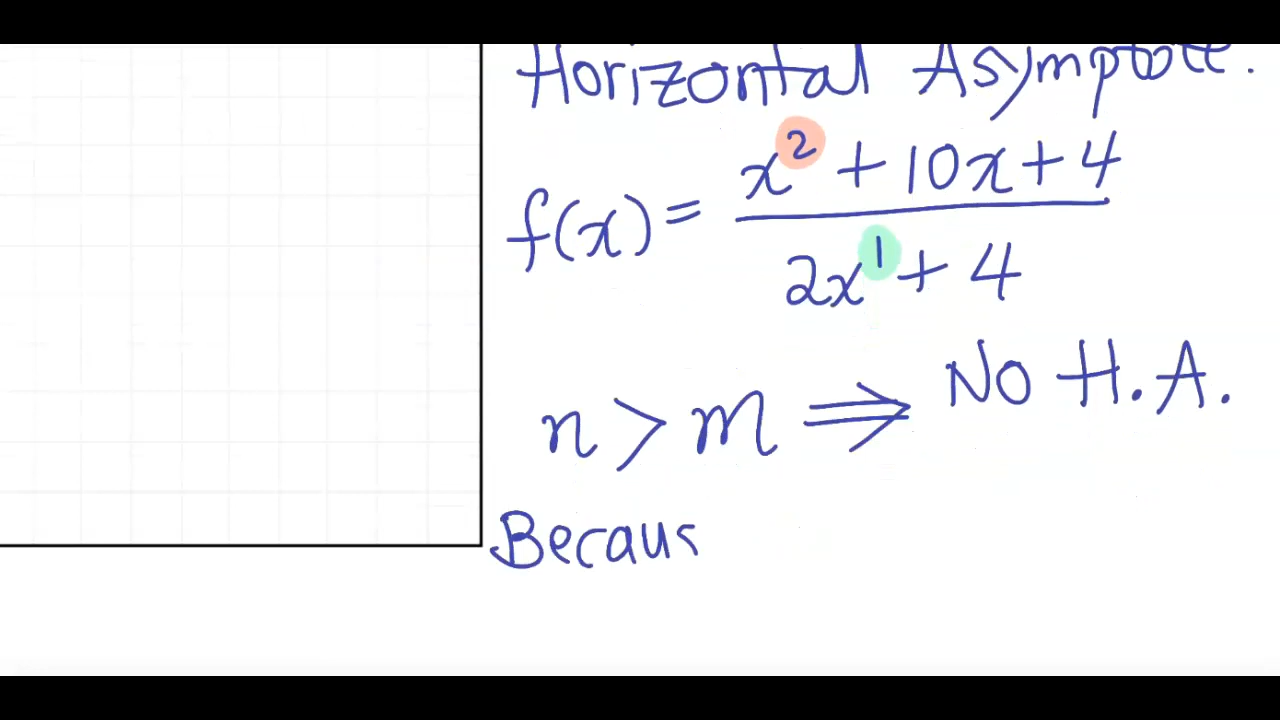 Horizontal Asymptote.
f(x) = (x² + 10x + 4) / (2x¹ + 4)
n > m ⇒ No H.A.
Becaus